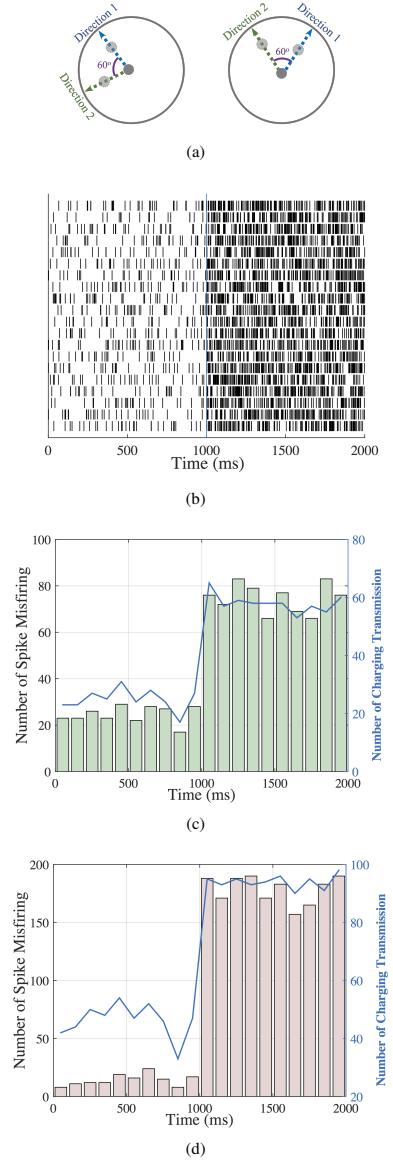 Direction 1
60°
Direction 2
Direction 2
60°
Direction 1
(a)
0 500 1000 1500 2000
Time (ms)
(b)
Number of Spike Misfiring
100
80
60
40
20
0
80
60
40
20
0
Number of Charging Transmission
0 500 1000 1500 2000
Time (ms)
(c)
Number of Spike Misfiring
200
150
100
50
0
100
80
60
40
20
Number of Charging Transmission
0 500 1000 1500 2000
Time (ms)
(d)